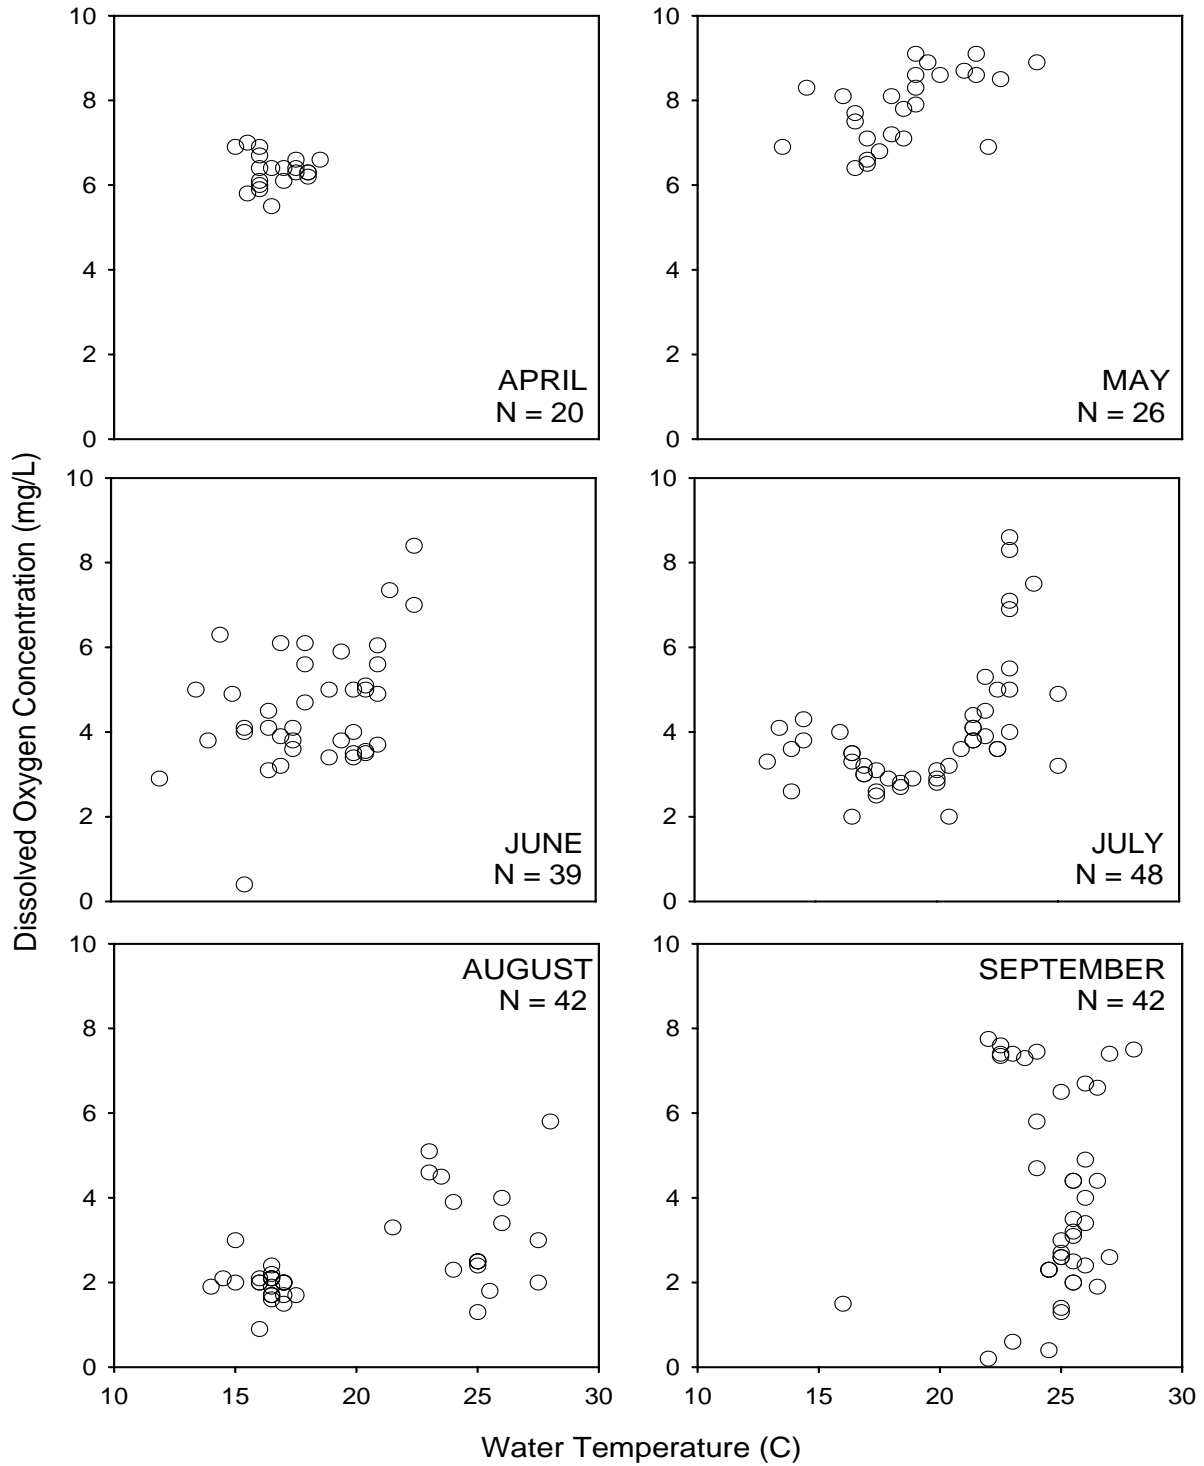 10
8
6
4
2
0
APRIL
N = 20
10
8
6
4
2
0
MAY
N = 26
Dissolved Oxygen Concentration (mg/L)
10
8
6
4
2
0
JUNE
N = 39
10
8
6
4
2
0
JULY
N = 48
10
8
6
4
2
0
AUGUST
N = 42
10 15 20 25 30
10
8
6
4
2
0
SEPTEMBER
N = 42
10 15 20 25 30
Water Temperature (C)